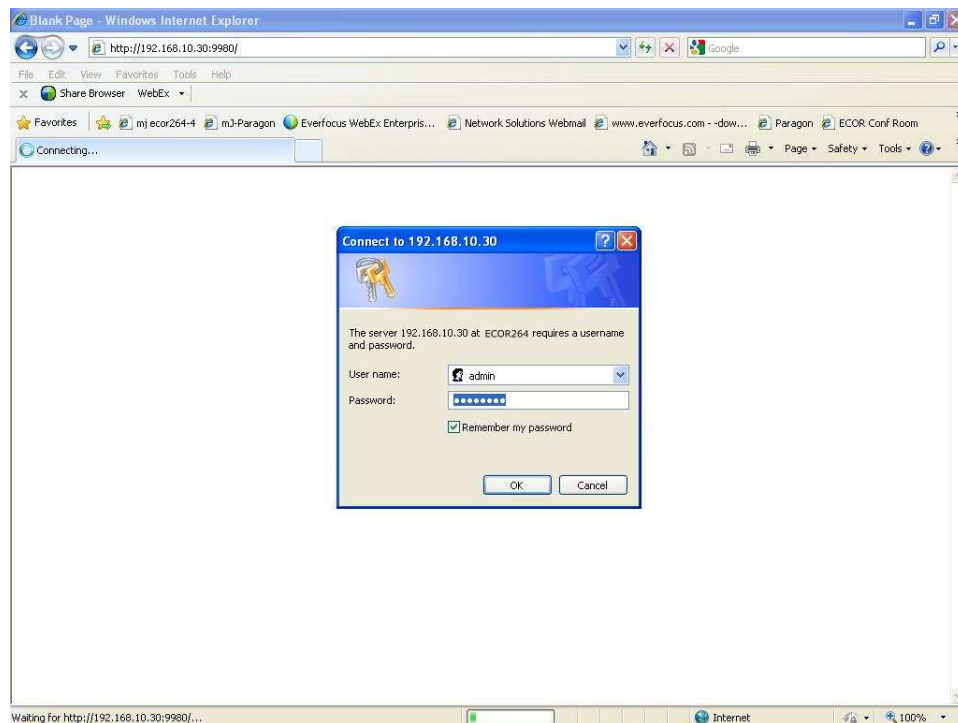 Blank Page - Windows Internet Explorer
http://192.168.10.30:9980/
Google
File Edit View Favorites Tools Help
x Share Browser WebEx
Favorites mj ecor264-4 mJ-Paragon Everfocus WebEx Enterpris... Network Solutions Webmail www.everfocus.com - -dow... Paragon ECOR Conf Room
Connecting...
Page Safety Tools
Connect to 192.168.10.30
The server 192.168.10.30 at ECOR264 requires a username
and password.
User name: admin
Password:
Remember my password
OK Cancel
Waiting for http://192.168.10.30:9980/... Internet 100%